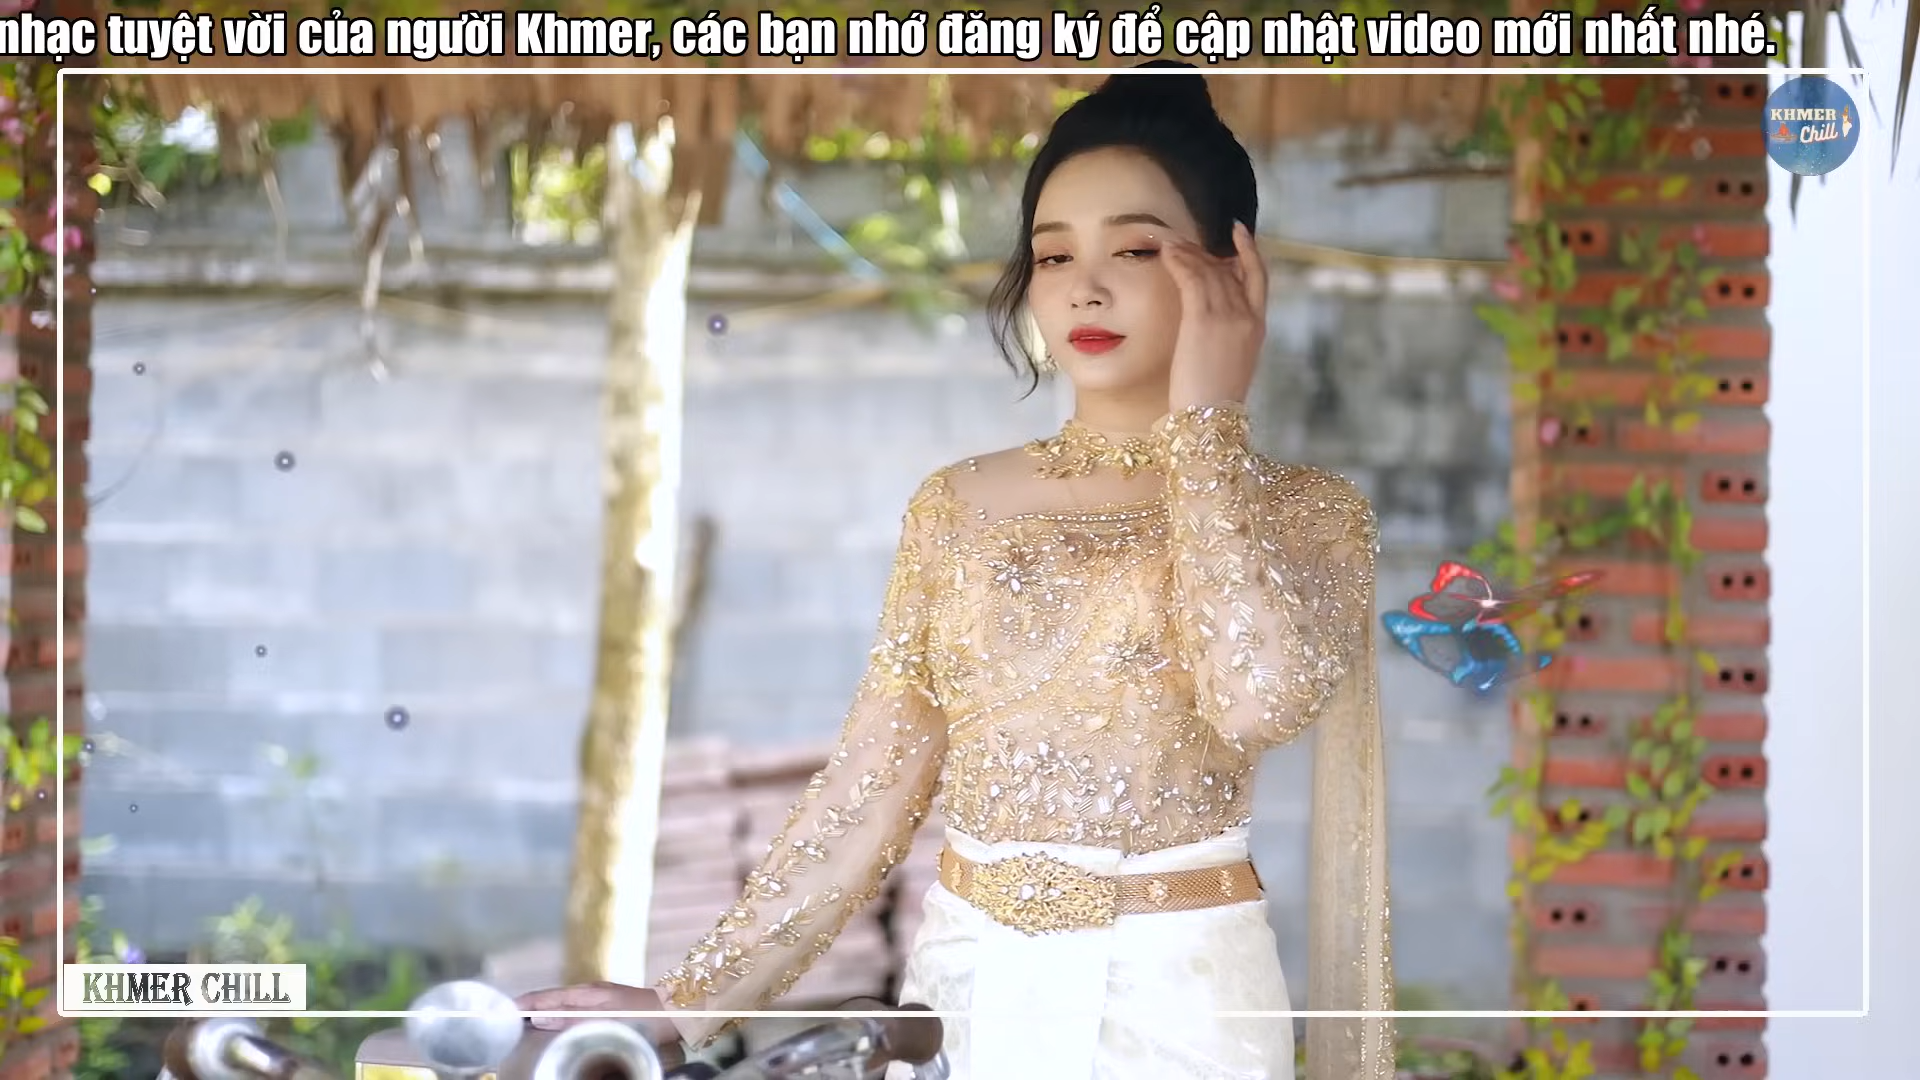 nhạc tuyệt vời của người Khmer, các bạn nhớ đăng ký để cập nhật video mới nhất nhé.
KHMER
Chill
KHMER CHILL